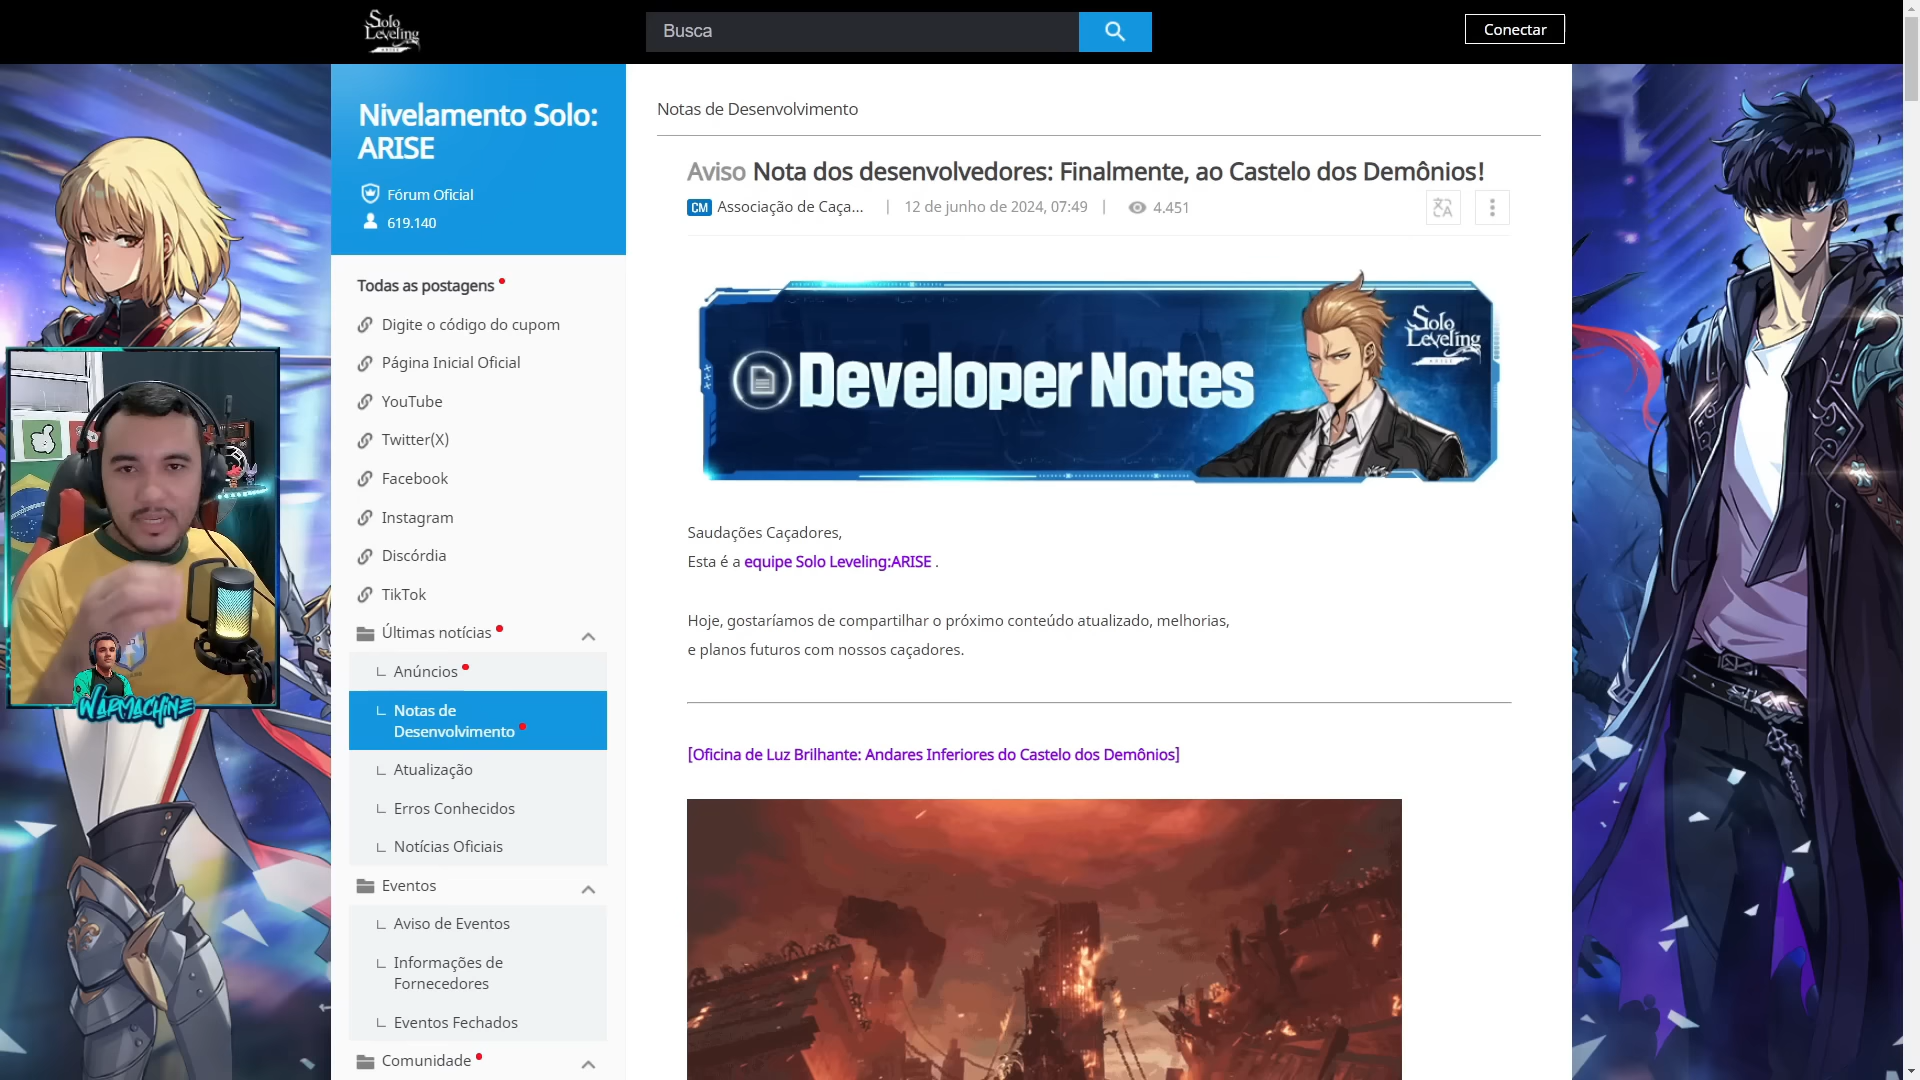 Solo
Leveling
ARISE
Busca
Conectar
Nivelamento Solo:
ARISE
Fórum Oficial
619.140
Todas as postagens
Digite o código do cupom
Página Inicial Oficial
YouTube
Twitter(X)
Facebook
Instagram
Discórdia
TikTok
Últimas notícias
Anúncios
Notas de
Desenvolvimento
Atualização
Erros Conhecidos
Notícias Oficiais
Eventos
Aviso de Eventos
Informações de
Fornecedores
Eventos Fechados
Comunidade
WARMACHINE
Notas de Desenvolvimento
Aviso Nota dos desenvolvedores: Finalmente, ao Castelo dos Demônios!
CM Associação de Caça... | 12 de junho de 2024, 07:49 | 4.451
Developer Notes
Solo
Leveling
ARISE
Saudações Caçadores,
Esta é a equipe Solo Leveling:ARISE .
Hoje, gostaríamos de compartilhar o próximo conteúdo atualizado, melhorias,
e planos futuros com nossos caçadores.
[Oficina de Luz Brilhante: Andares Inferiores do Castelo dos Demônios]